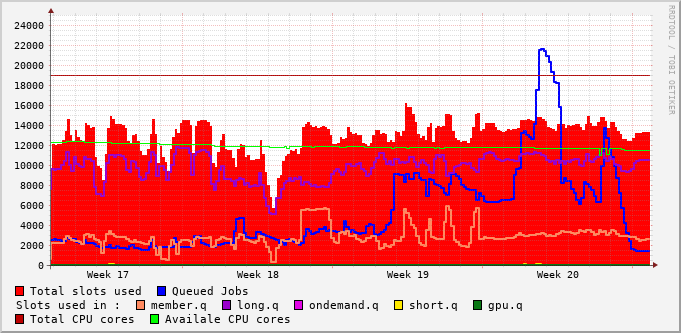 RRDTOOL / TOBI OETIKER
24000
22000
20000
18000
16000
14000
12000
10000
8000
6000
4000
2000
0
Week 17 Week 18 Week 19 Week 20
Total slots used Queued Jobs
Slots used in : member.q long.q ondemand.q short.q gpu.q
Total CPU cores Availale CPU cores